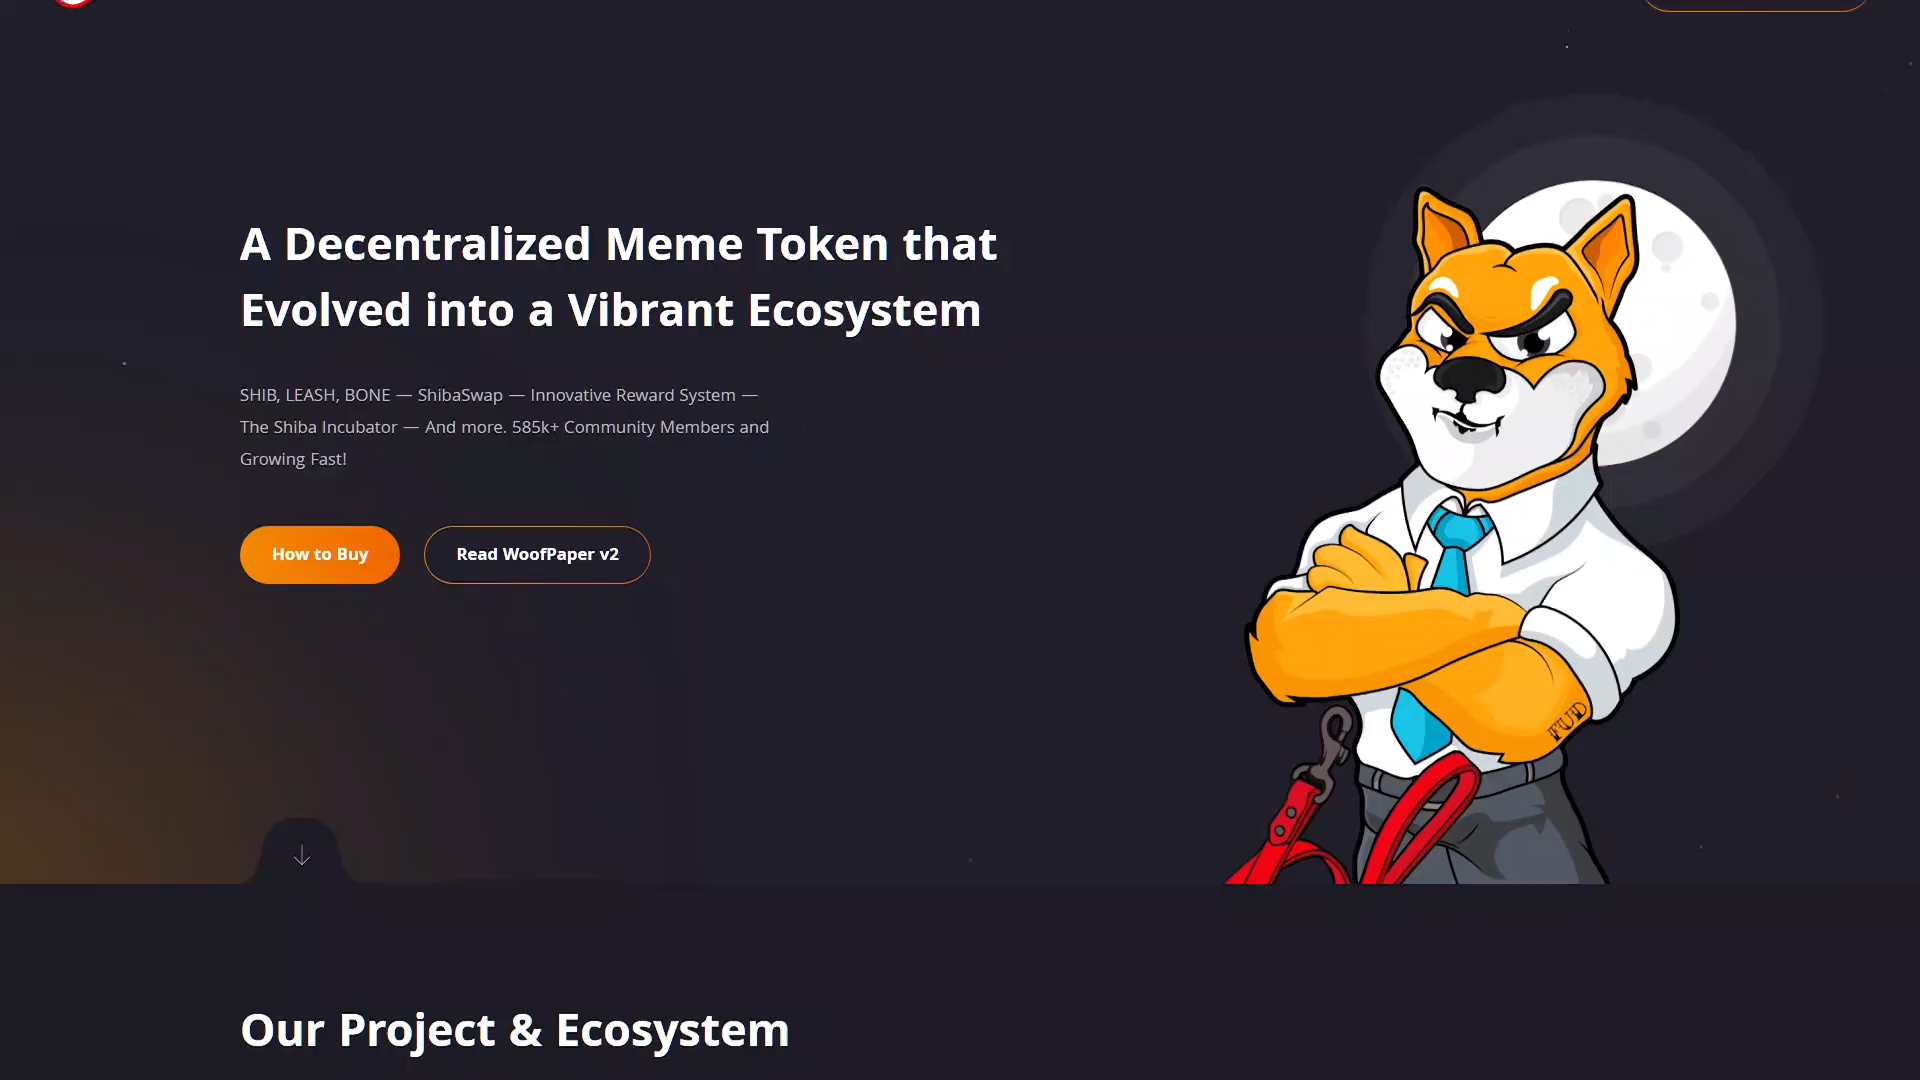 A Decentralized Meme Token that
Evolved into a Vibrant Ecosystem
SHIB, LEASH, BONE — ShibaSwap — Innovative Reward System —
The Shiba Incubator — And more. 585k+ Community Members and
Growing Fast!
How to Buy
Read WoofPaper v2
FUD
Our Project & Ecosystem